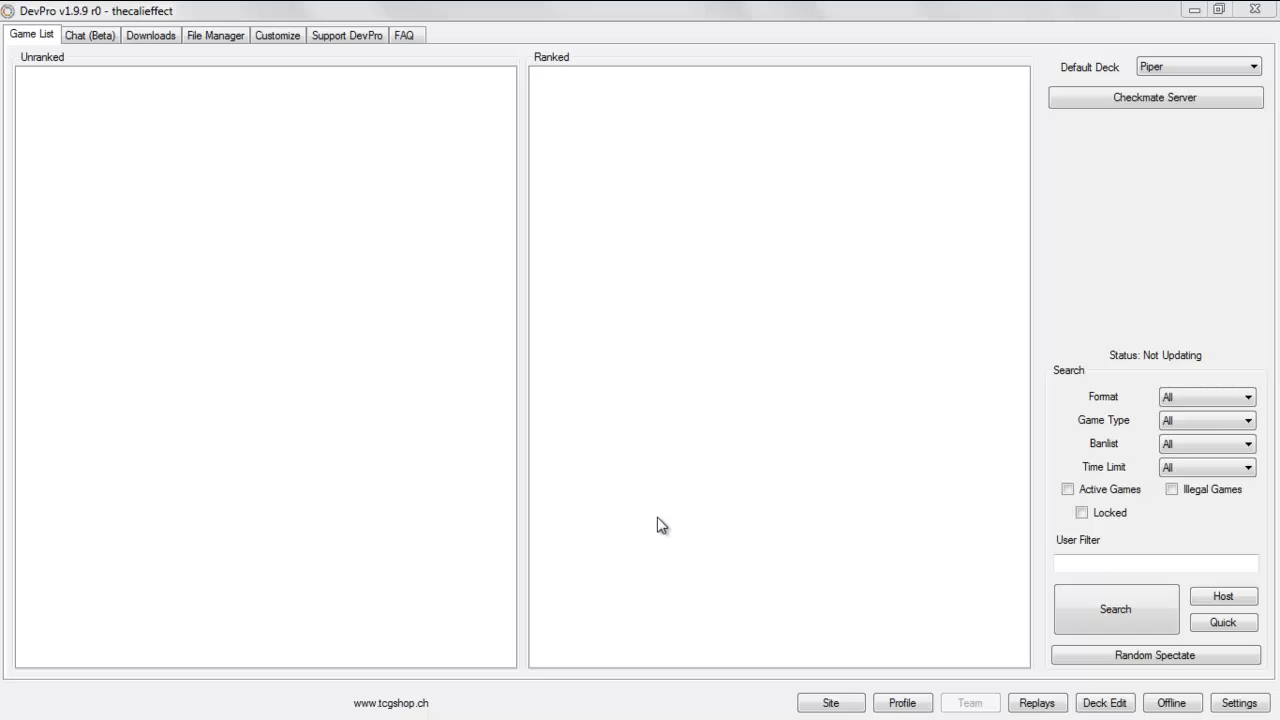 DevPro v1.9.9 r0 - thecalieffect
Game List
Chat (Beta)
Downloads
File Manager
Customize
Support DevPro
FAQ
Unranked
Ranked
Default Deck
Piper
Checkmate Server
Status: Not Updating
Search
Format
All
Game Type
All
Banlist
All
Time Limit
All
Active Games
Illegal Games
Locked
User Filter
Search
Host
Quick
Random Spectate
www.tcgshop.ch
Site
Profile
Team
Replays
Deck Edit
Offline
Settings